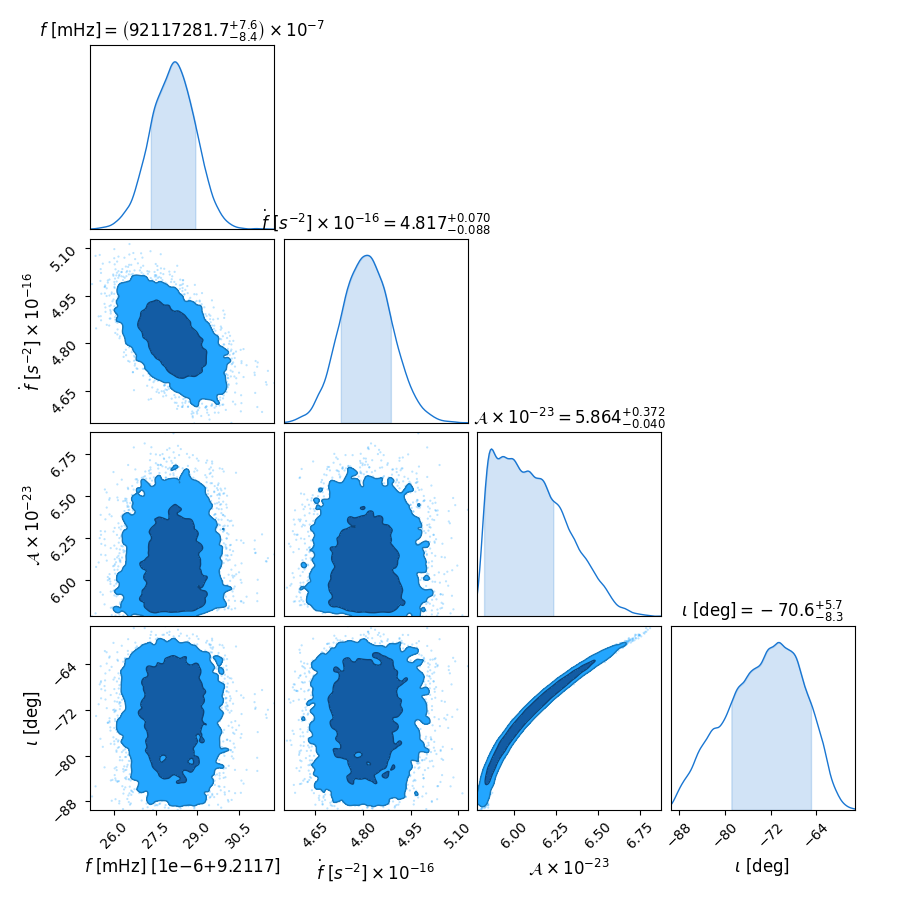 f [mHz] = (92117281.7 +7.6 −8.4) × 10−7
ḟ [s−2] × 10−16 = 4.817 +0.070 −0.088
5.10
4.95
4.80
4.65
ḟ [s−2] × 10−16
𝒜 × 10−23 = 5.864 +0.372 −0.040
6.75
6.50
6.25
6.00
𝒜 × 10−23
ι [deg] = − 70.6 +5.7 −8.3
−64
−72
−80
−88
ι [deg]
26.0 27.5 29.0 30.5
4.65 4.80 4.95 5.10
6.00 6.25 6.50 6.75
−88 −80 −72 −64
f [mHz] [1e−6+9.2117]
ḟ [s−2] × 10−16
𝒜 × 10−23
ι [deg]